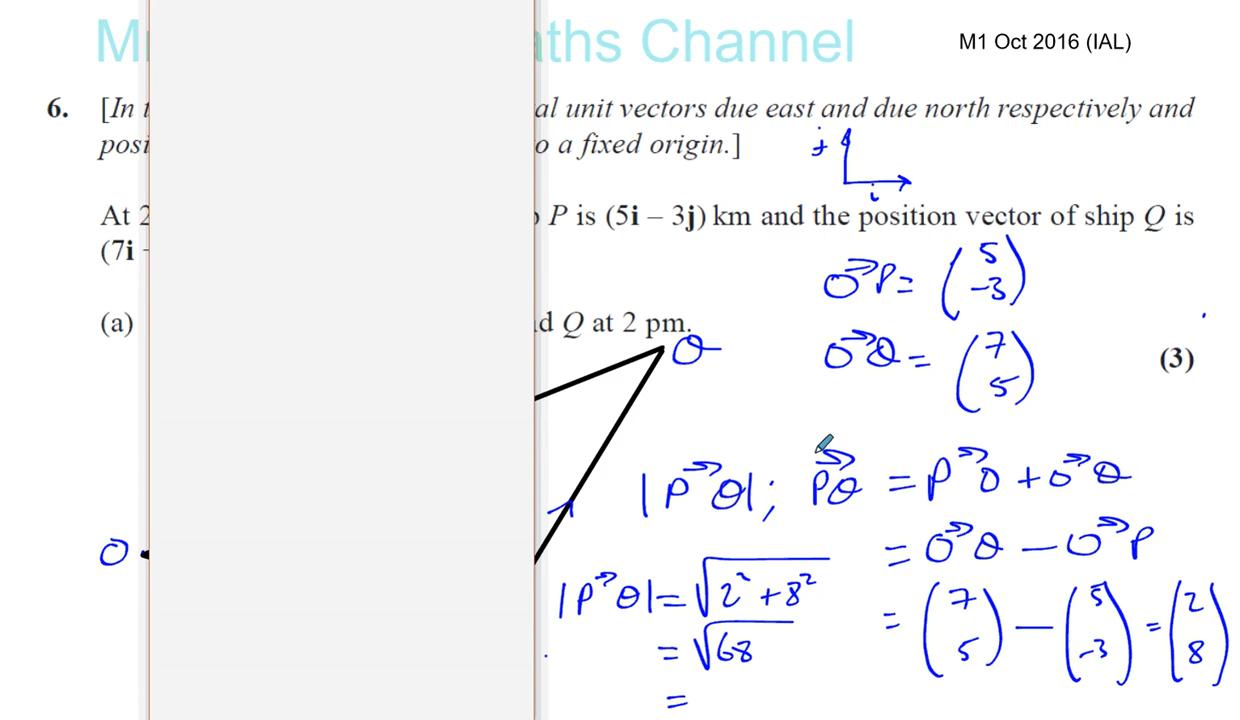 M
aths Channel
M1 Oct 2016 (IAL)
6. [In t
al unit vectors due east and due north respectively and
posi
o a fixed origin.]
j
i
At 2
P is (5i – 3j) km and the position vector of ship Q is
(7i
OP = (5 -3)
(a)
d Q at 2 pm.
Q
OQ = (7 5)
(3)
|PQ|; PQ = PO + OQ
O
= OQ – OP
|PQ| = √2² + 8²
= (7 5) – (5 -3) = (2 8)
= √68
=